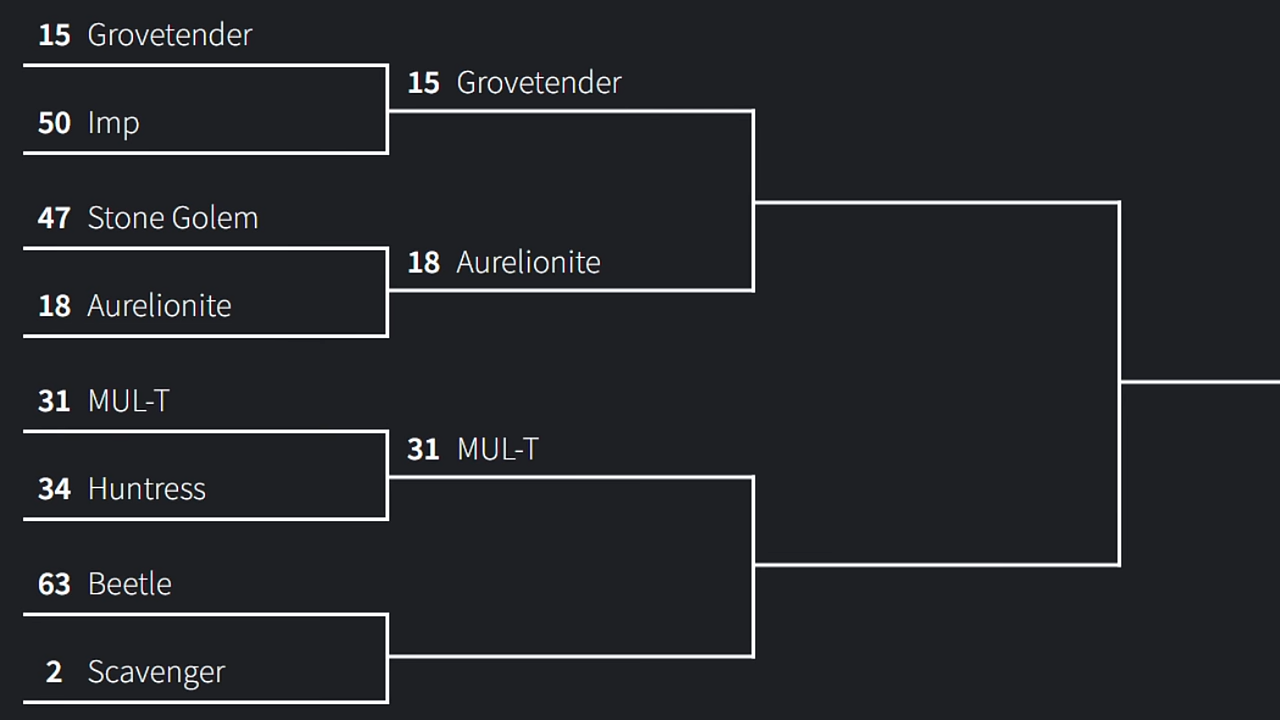 15 Grovetender
50 Imp
47 Stone Golem
18 Aurelionite
31 MUL-T
34 Huntress
63 Beetle
2 Scavenger
15 Grovetender
18 Aurelionite
31 MUL-T